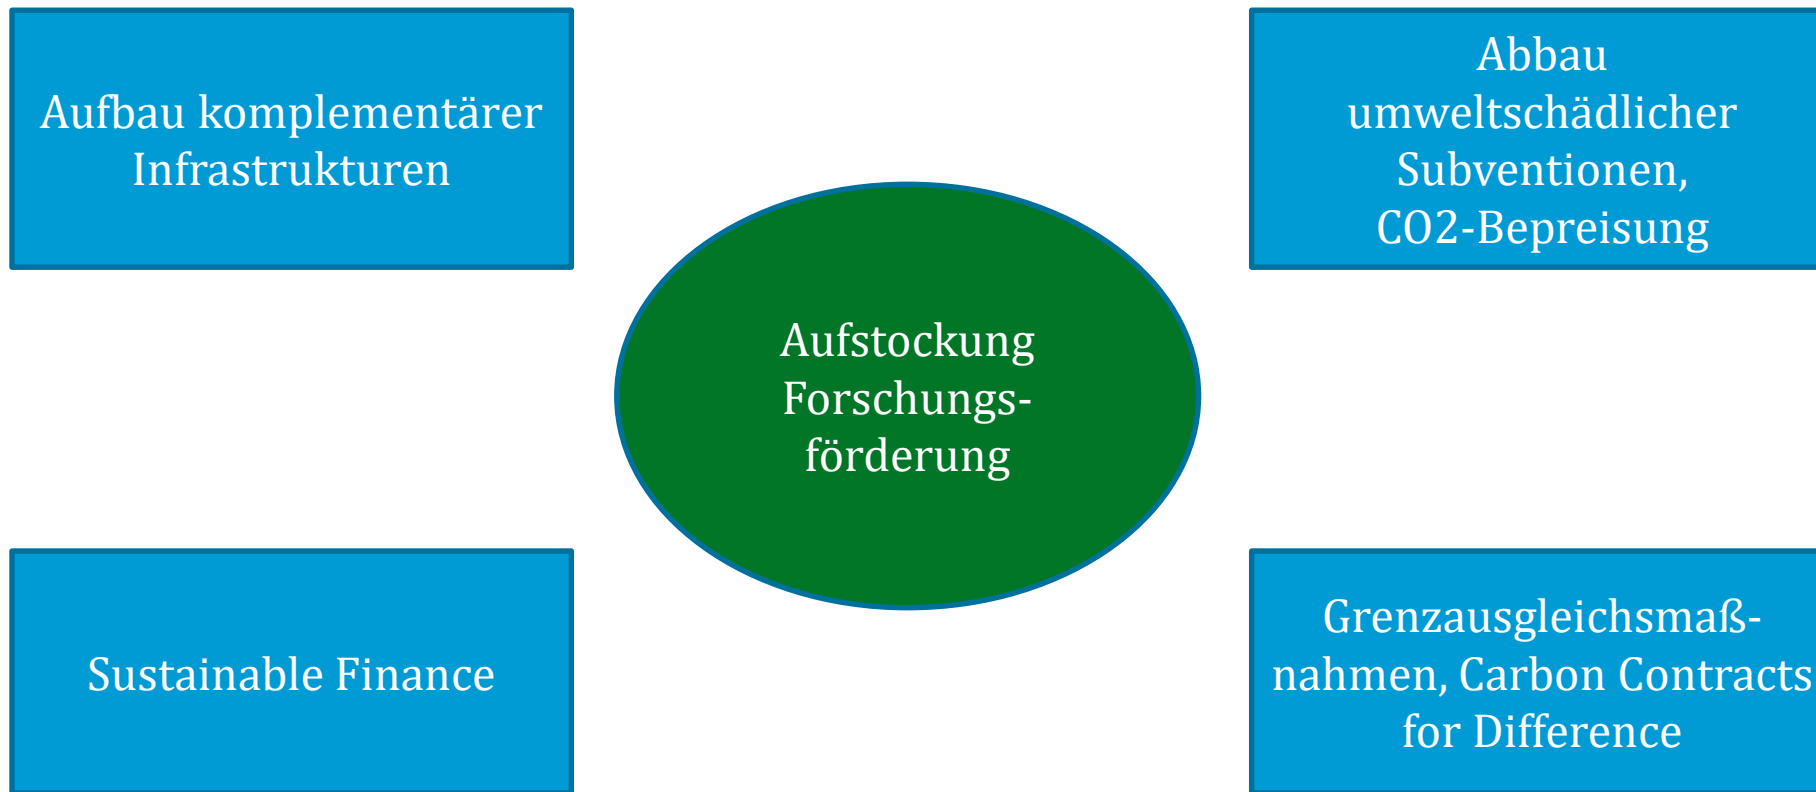 Aufbau komplementärer
Infrastrukturen
Abbau
umweltschädlicher
Subventionen,
CO2-Bepreisung
Aufstockung
Forschungs-
förderung
Sustainable Finance
Grenzausgleichsmaß-
nahmen, Carbon Contracts
for Difference